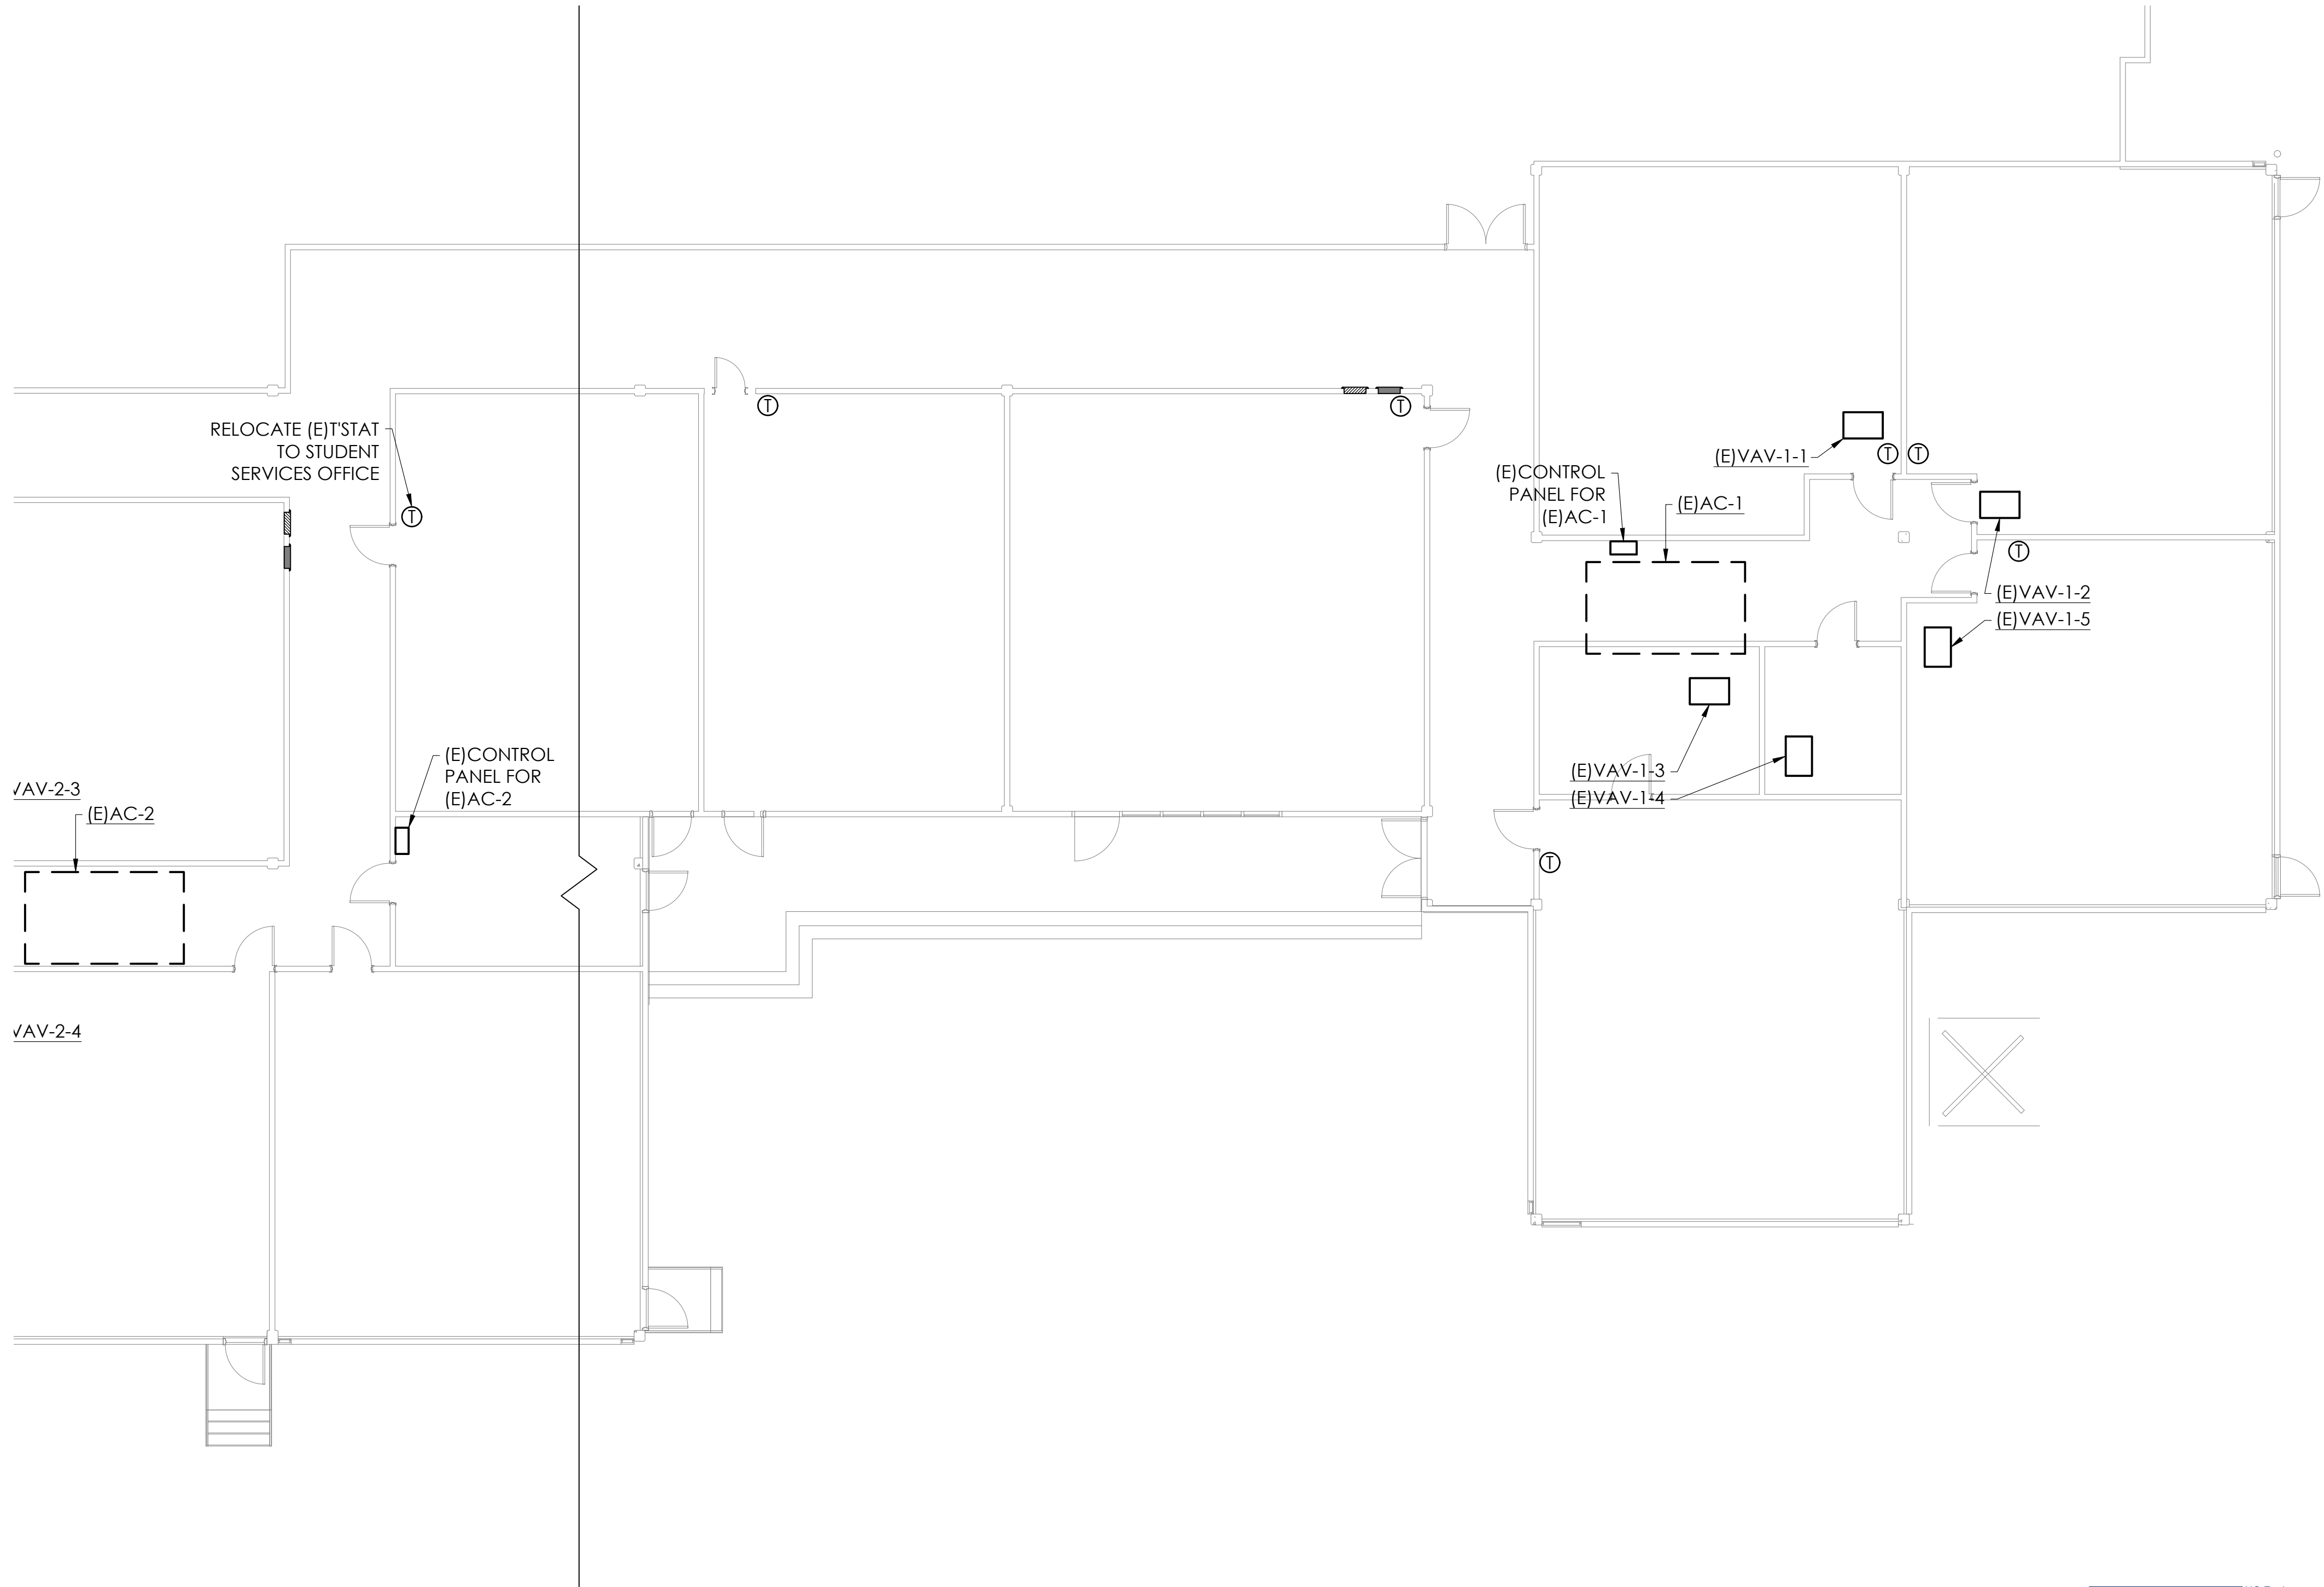 RELOCATE (E)T'STAT
TO STUDENT
SERVICES OFFICE
T
T
T
(E)VAV-1-1
T
T
(E)CONTROL
PANEL FOR
(E)AC-1
(E)AC-1
T
(E)VAV-1-2
(E)VAV-1-5
(E)CONTROL
PANEL FOR
(E)AC-2
VAV-2-3
(E)AC-2
(E)VAV-1-3
(E)VAV-1-4
T
VAV-2-4